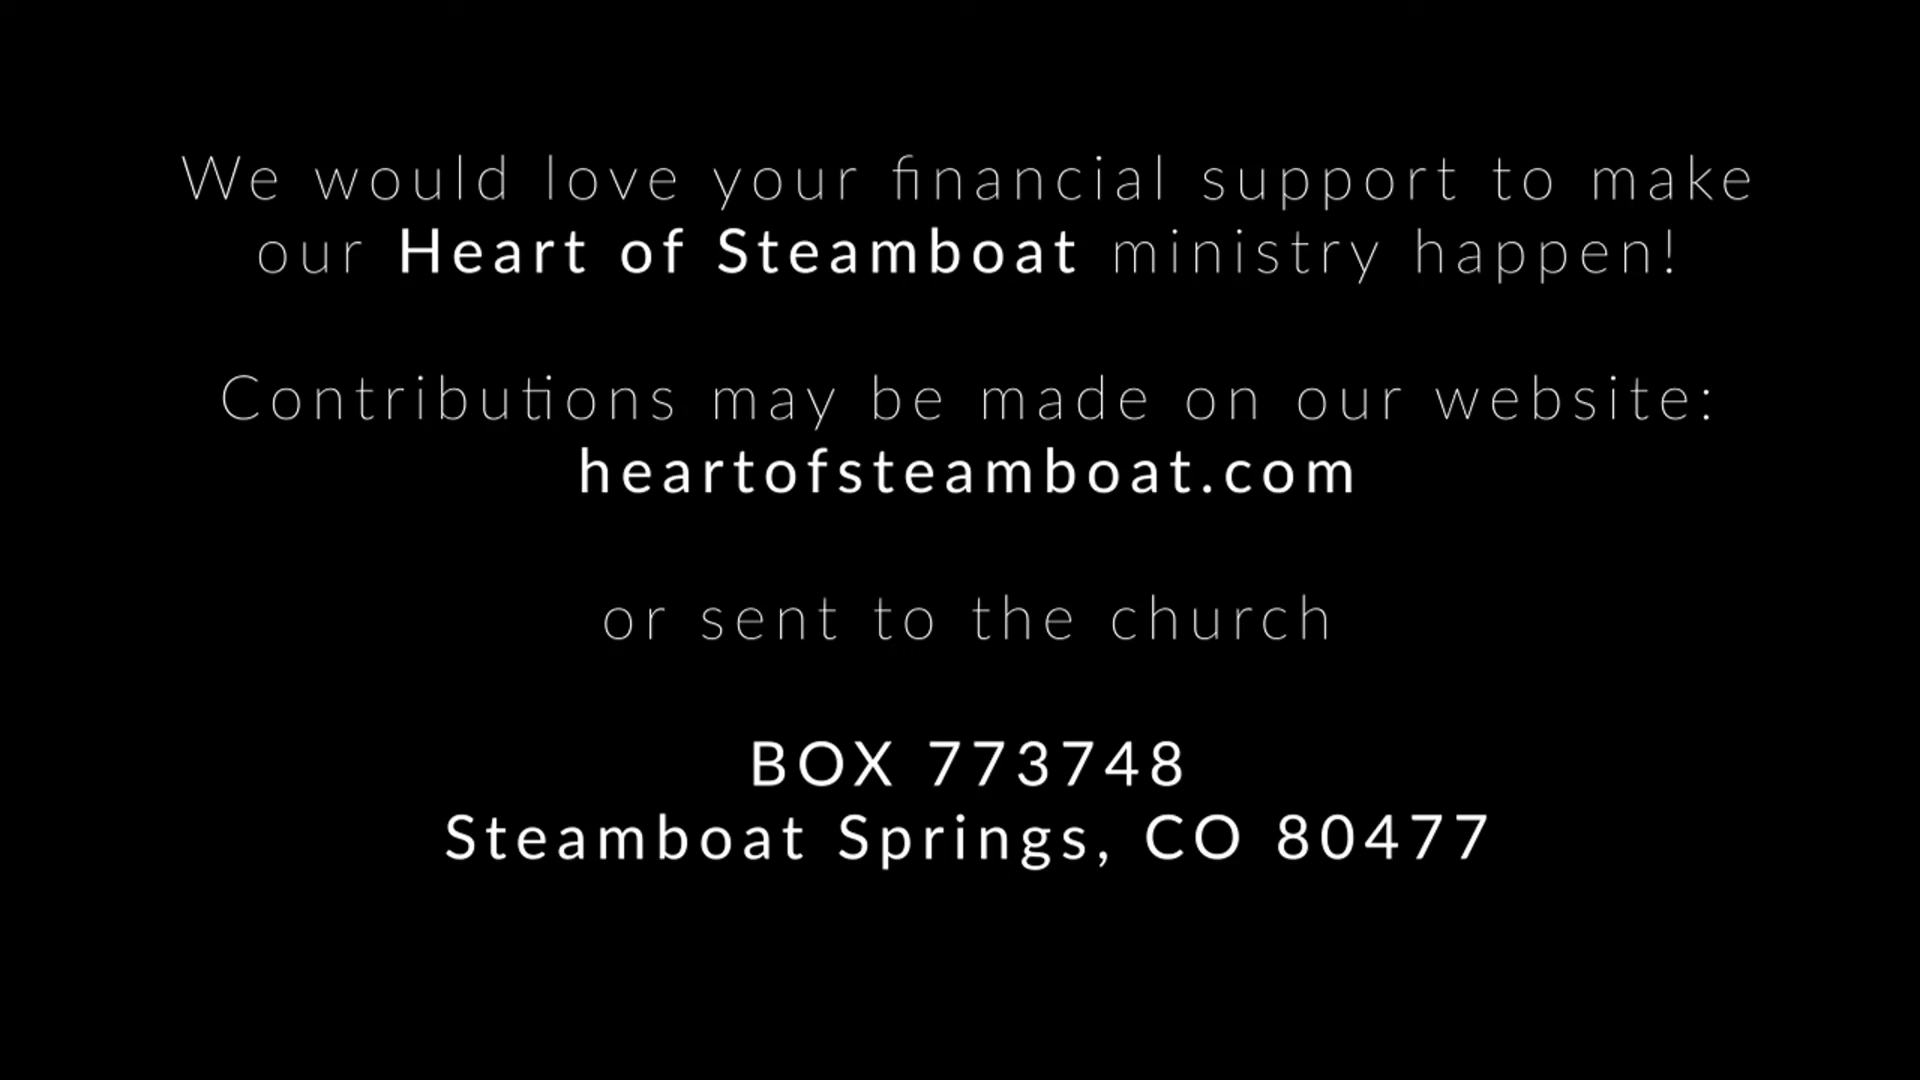 We would love your financial support to make
our Heart of Steamboat ministry happen!
Contributions may be made on our website:
heartofsteamboat.com
or sent to the church
BOX 773748
Steamboat Springs, CO 80477